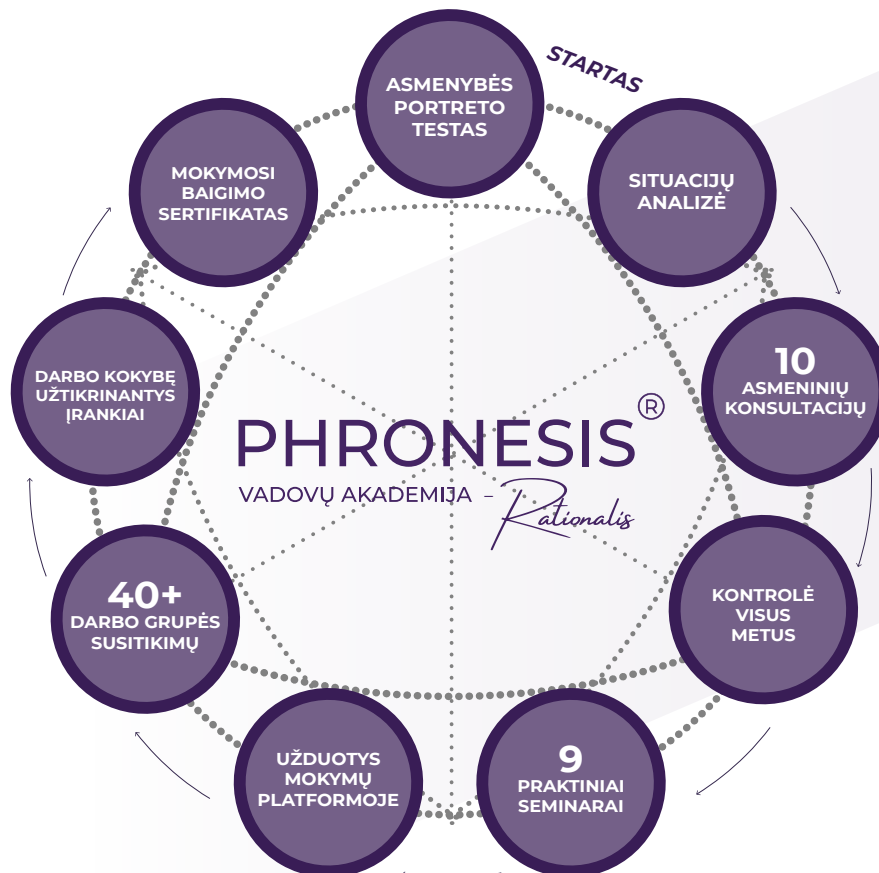 STARTAS
ASMENYBĖS
PORTRETO
TESTAS
SITUACIJŲ
ANALIZĖ
10
ASMENINIŲ
KONSULTACIJŲ
KONTROLĖ
VISUS
METUS
9
PRAKTINIAI
SEMINARAI
UŽDUOTYS
MOKYMŲ
PLATFORMOJE
40+
DARBO GRUPĖS
SUSITIKIMŲ
DARBO KOKYBĘ
UŽTIKRINANTYS
ĮRANKIAI
MOKYMOSI
BAIGIMO
SERTIFIKATAS
PHRONESIS®
VADOVŲ AKADEMIJA – Rationalis